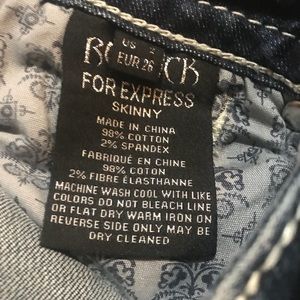 US
EUR 26
FOR EXPRESS
SKINNY
MADE IN CHINA
98% COTTON
2% SPANDEX
FABRIQUÉ EN CHINE
98% COTON
2% FIBRE ÉLASTHANNE
MACHINE WASH COOL WITH LIKE
COLORS DO NOT BLEACH LINE
OR FLAT DRY WARM IRON ON
REVERSE SIDE ONLY MAY BE
DRY CLEANED